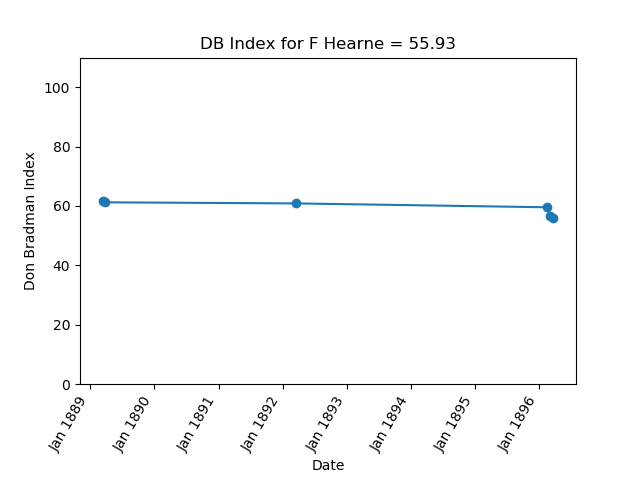 DB Index for F Hearne = 55.93
100
80
60
40
20
0
Don Bradman Index
Jan 1889
Jan 1890
Jan 1891
Jan 1892
Jan 1893
Jan 1894
Jan 1895
Jan 1896
Date